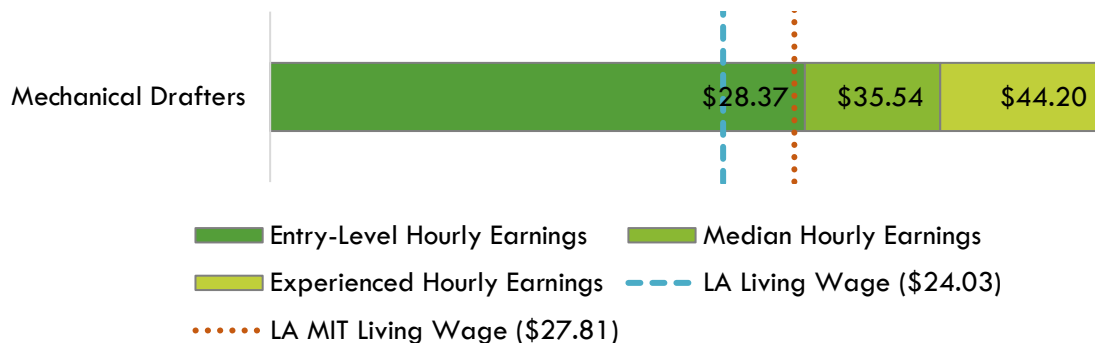 Mechanical Drafters $28.37 $35.54 $44.20
Entry-Level Hourly Earnings Median Hourly Earnings
Experienced Hourly Earnings LA Living Wage ($24.03)
LA MIT Living Wage ($27.81)